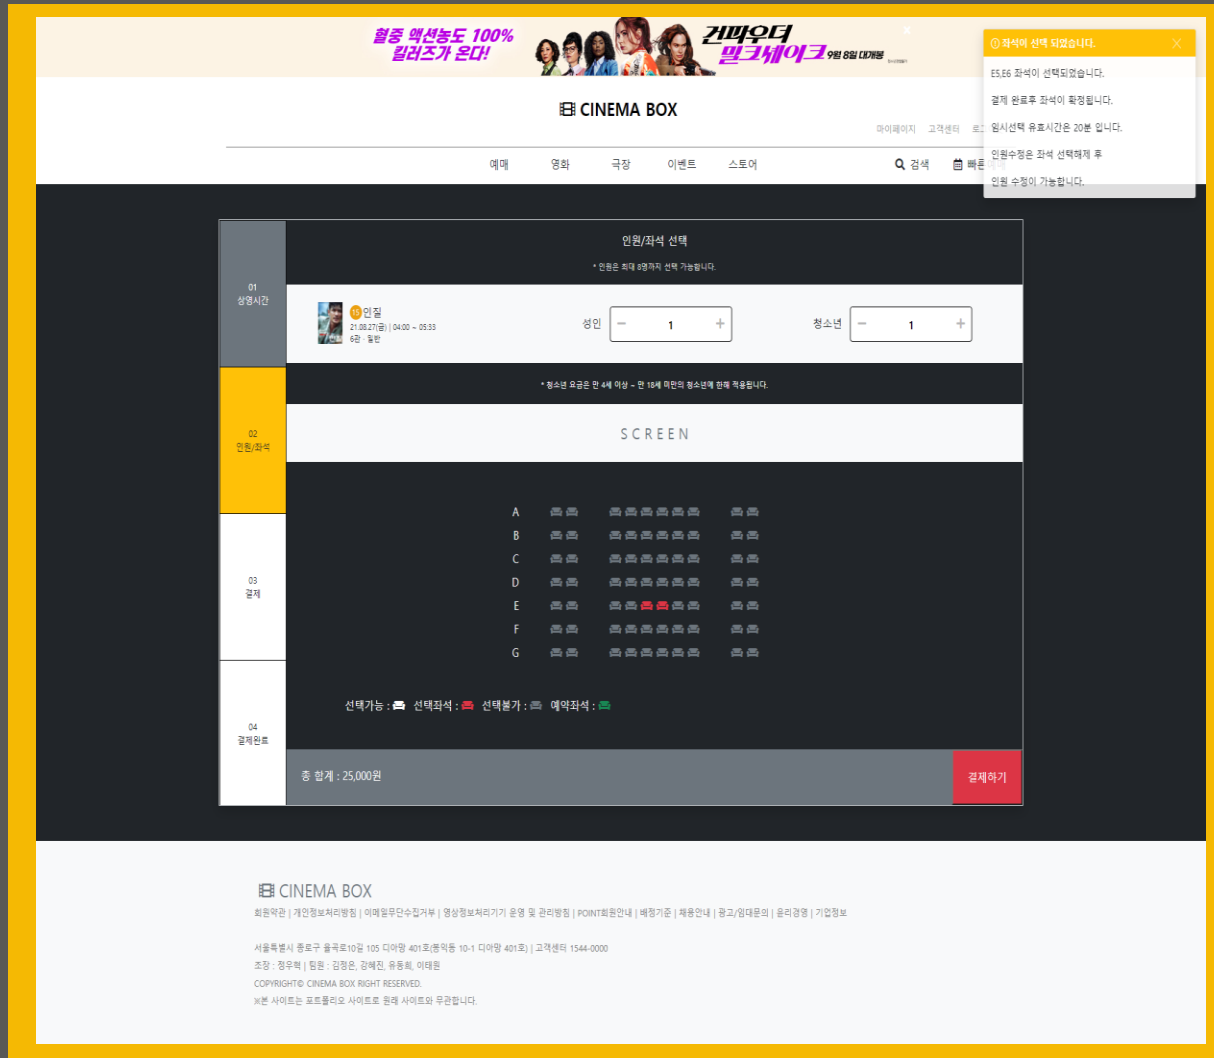 혈중 액션농도 100%
킬러즈가 온다!
건파우더
밀크셰이크 9월 8일 대개봉
CINEMA BOX
마이페이지 고객센터
예매 영화 극장 이벤트 스토어 검색
좌석이 선택 되었습니다.
E5,E6 좌석이 선택되었습니다.
결제 완료후 좌석이 확정됩니다.
임시선택 유효시간은 20분 입니다.
인원수정은 좌석 선택해제 후
인원 수정이 가능합니다.
인원/좌석 선택
* 인원은 최대 8명까지 선택 가능합니다.
01
상영시간
15 인질
21.08.27(금) | 04:00 ~ 05:33
6관 · 일반
성인 − 1 +
청소년 − 1 +
* 청소년 요금은 만 4세 이상 ~ 만 18세 미만의 청소년에 한해 적용됩니다.
02
인원/좌석
SCREEN
A
B
C
D
E
F
G
03
결제
선택가능 : 선택좌석 : 선택불가 : 예약좌석 :
04
결제완료
총 합계 : 25,000원
결제하기
CINEMA BOX
회원약관 | 개인정보처리방침 | 이메일무단수집거부 | 영상정보처리기기 운영 및 관리방침 | POINT회원안내 | 배정기준 | 채용안내 | 광고/임대문의 | 윤리경영 | 기업정보
서울특별시 종로구 율곡로10길 105 디아망 401호(봉익동 10-1 디아망 401호) | 고객센터 1544-0000
조장 : 정우혁 | 팀원 : 김정은, 강혜진, 유동희, 이태원
COPYRIGHT© CINEMA BOX RIGHT RESERVED.
※본 사이트는 포트폴리오 사이트로 원래 사이트와 무관합니다.